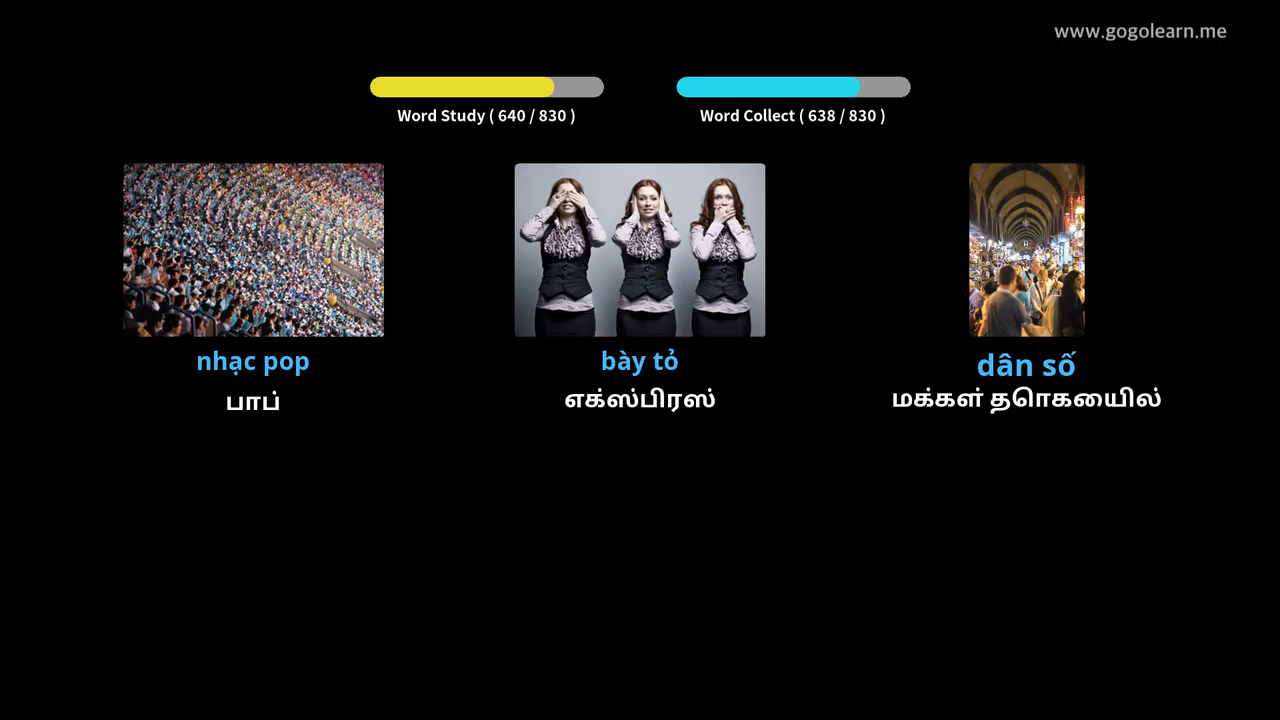 www.gogolearn.me
Word Study ( 640 / 830 )
Word Collect ( 638 / 830 )
nhạc pop
bày tỏ
dân số
பாப்
எக்ஸ்பிரஸ்
மக்கள் தொகையில்